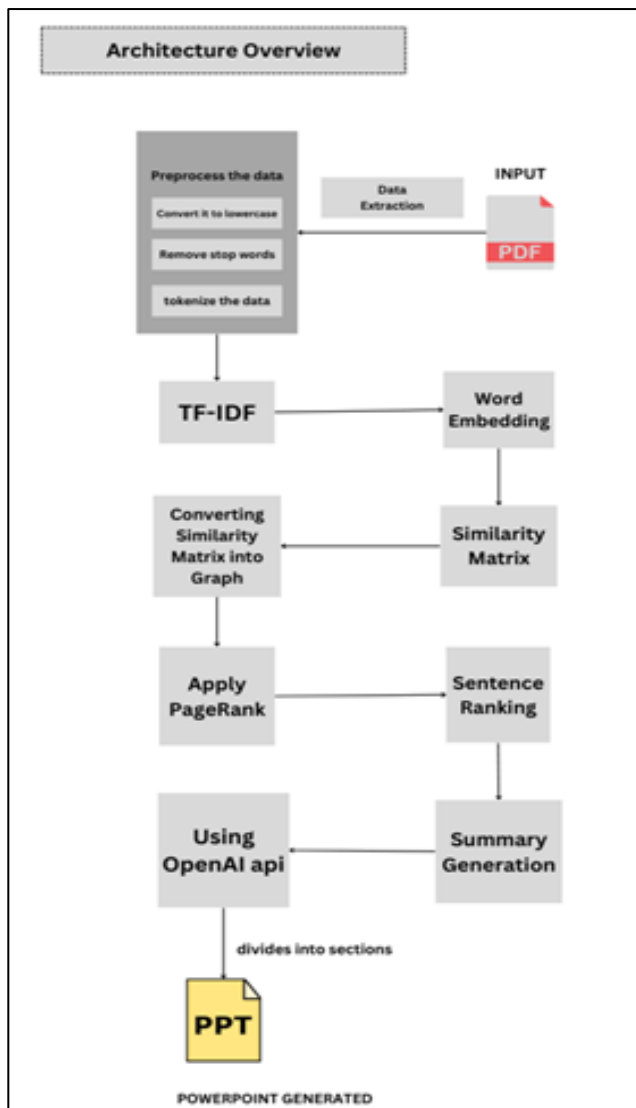 Architecture Overview
INPUT
PDF
Data
Extraction
Preprocess the data
Convert it to lowercase
Remove stop words
tokenize the data
TF-IDF
Word
Embedding
Similarity
Matrix
Converting
Similarity
Matrix into
Graph
Apply
PageRank
Sentence
Ranking
Summary
Generation
Using
OpenAI api
divides into sections
PPT
POWERPOINT GENERATED